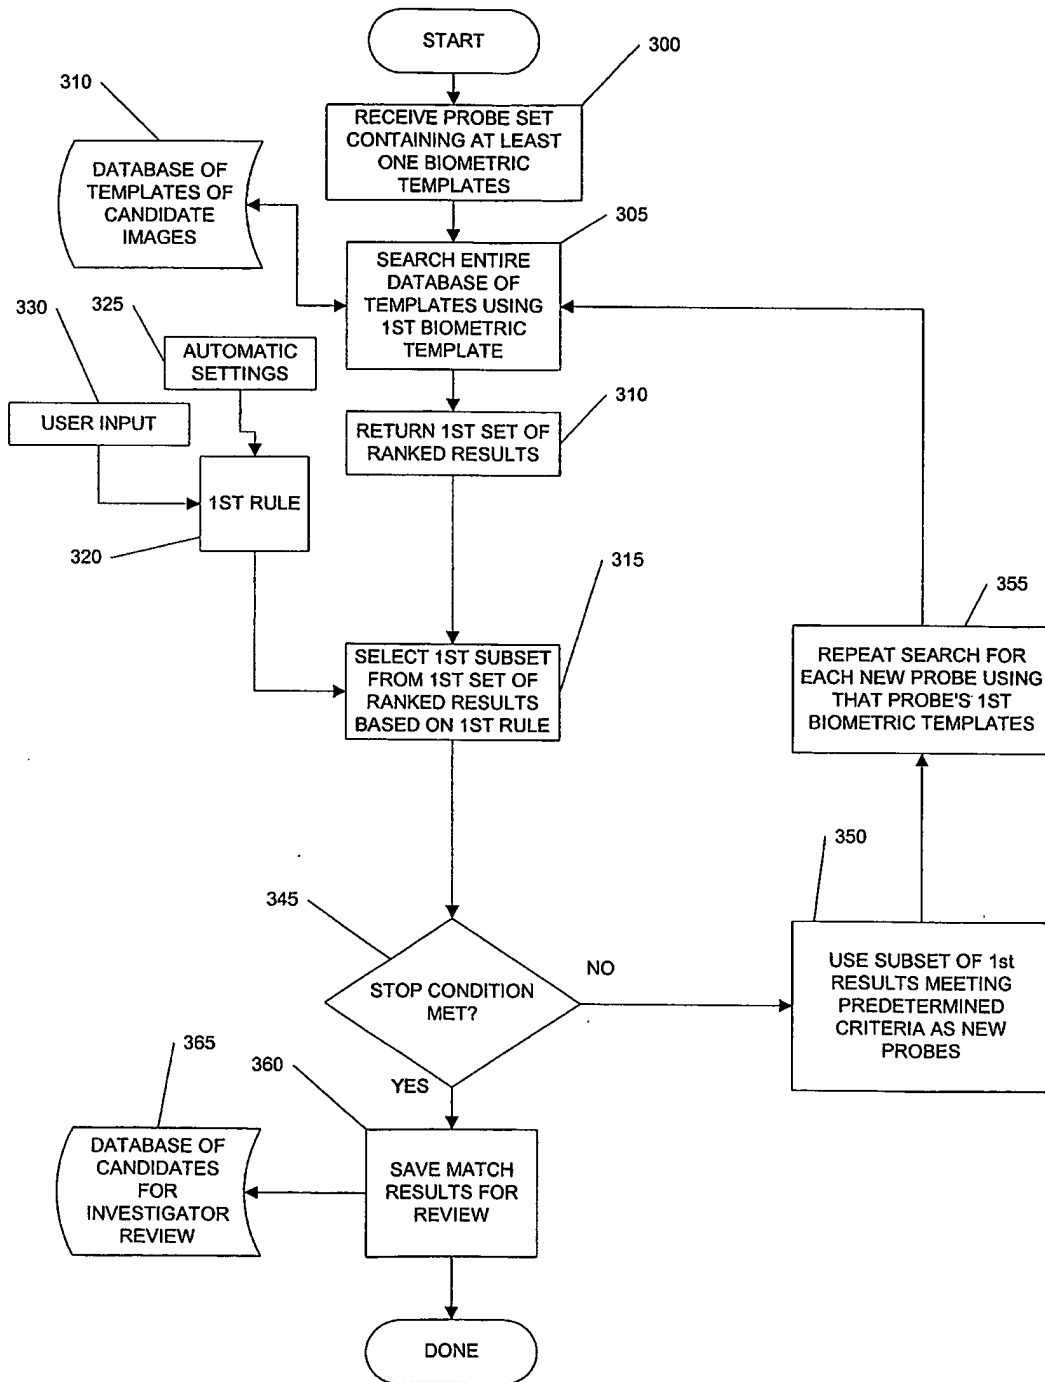 START
300
RECEIVE PROBE SET
CONTAINING AT LEAST
ONE BIOMETRIC
TEMPLATES
310
DATABASE OF
TEMPLATES OF
CANDIDATE
IMAGES
305
SEARCH ENTIRE
DATABASE OF
TEMPLATES USING
1ST BIOMETRIC
TEMPLATE
325
330
AUTOMATIC
SETTINGS
USER INPUT
310
RETURN 1ST SET OF
RANKED RESULTS
1ST RULE
320
315
SELECT 1ST SUBSET
FROM 1ST SET OF
RANKED RESULTS
BASED ON 1ST RULE
355
REPEAT SEARCH FOR
EACH NEW PROBE USING
THAT PROBE'S 1ST
BIOMETRIC TEMPLATES
345
STOP CONDITION
MET?
NO
YES
350
USE SUBSET OF 1st
RESULTS MEETING
PREDETERMINED
CRITERIA AS NEW
PROBES
365
360
DATABASE OF
CANDIDATES
FOR
INVESTIGATOR
REVIEW
SAVE MATCH
RESULTS FOR
REVIEW
DONE